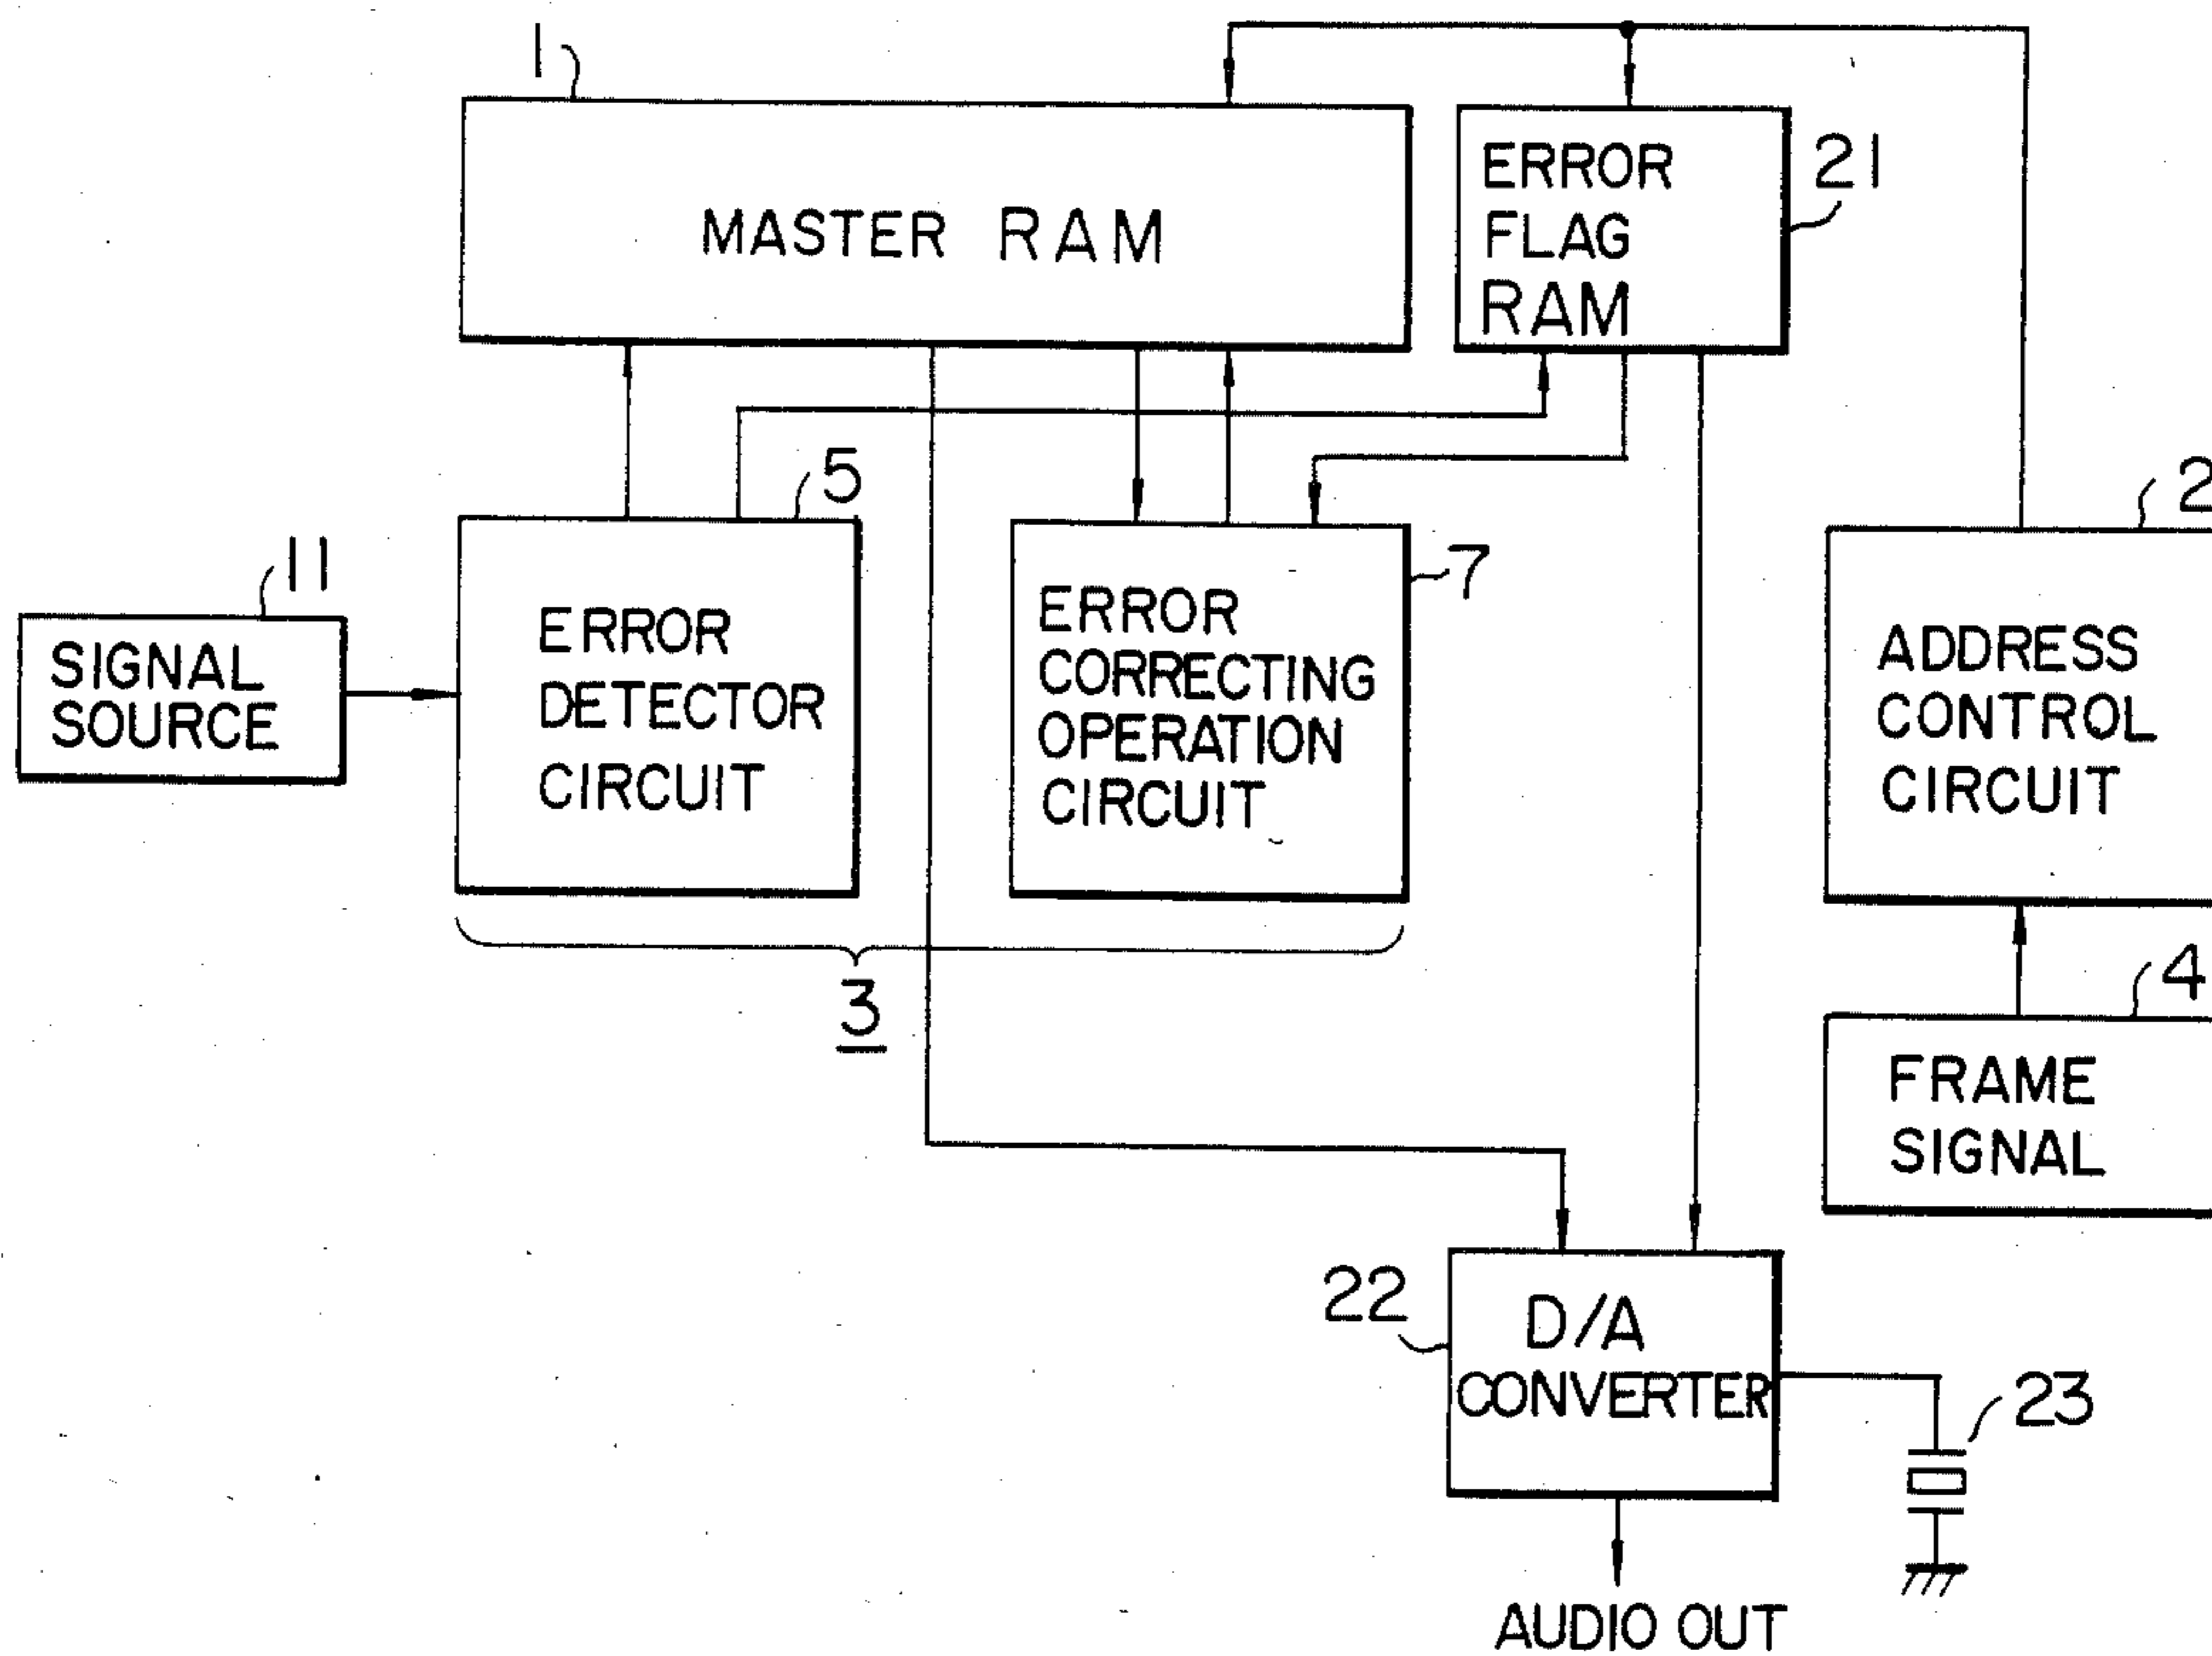 1
MASTER RAM
ERROR
FLAG
RAM
21
5
7
2
11
SIGNAL
SOURCE
ERROR
DETECTOR
CIRCUIT
ERROR
CORRECTING
OPERATION
CIRCUIT
ADDRESS
CONTROL
CIRCUIT
3
4
FRAME
SIGNAL
22
D/A
CONVERTER
23
AUDIO OUT